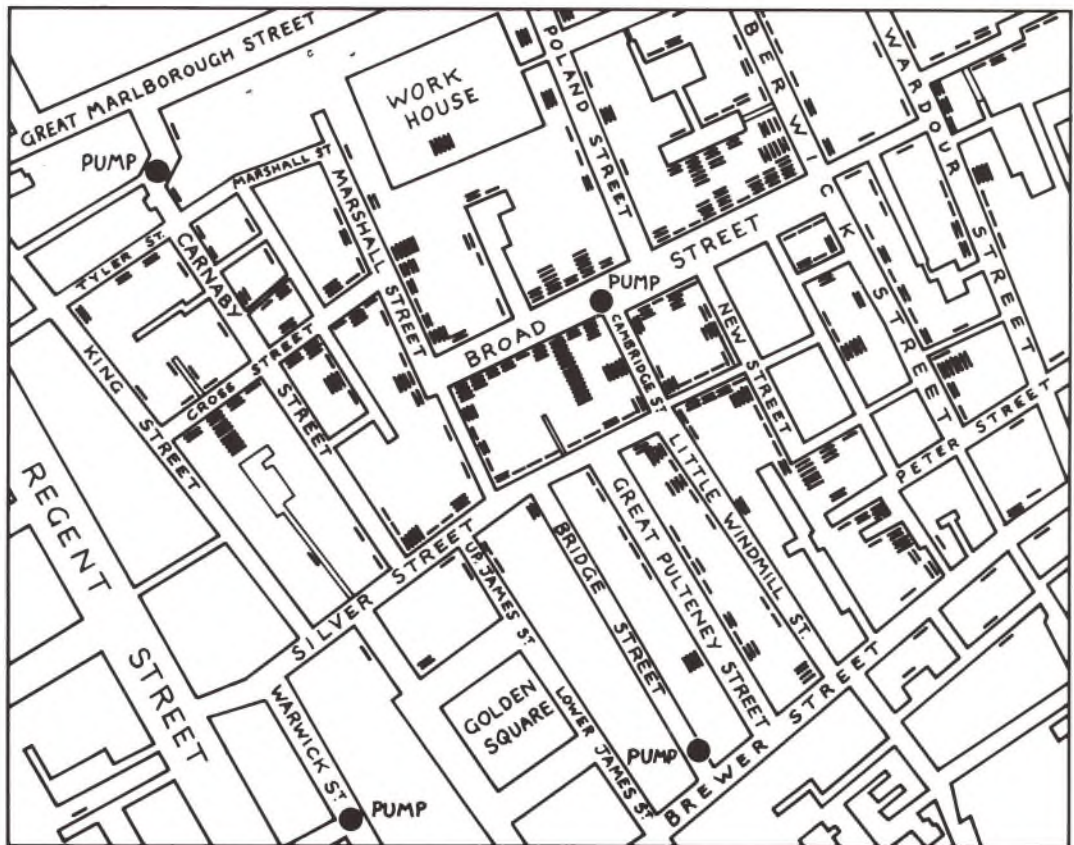 GREAT MARLBOROUGH STREET
POLAND STREET
BERWICK STREET
WARDOUR STREET
WORK
HOUSE
PUMP
MARSHALL ST.
MARSHALL STREET
TYLER ST.
CARNABY STREET
BROAD STREET
PUMP
KING STREET
CROSS STREET
CAMBRIDGE ST.
NEW STREET
PETER STREET
REGENT STREET
SILVER STREET
UP. JAMES ST.
BRIDGE STREET
GREAT PULTENEY STREET
LITTLE WINDMILL ST.
WARWICK ST.
GOLDEN
SQUARE
LOWER JAMES ST.
PUMP
BREWER STREET
PUMP